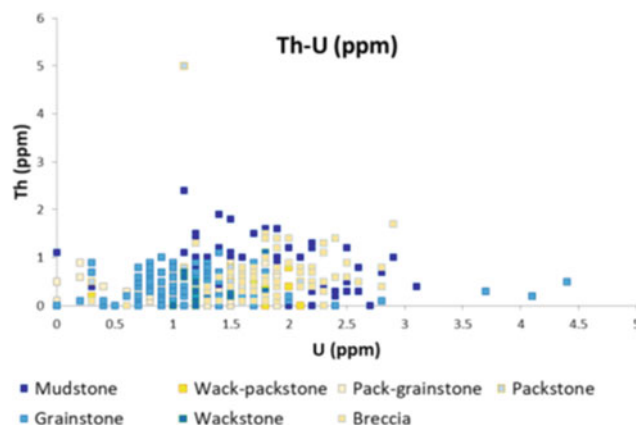 Th-U (ppm)
Th (ppm)
6
5
4
3
2
1
0
0 0.5 1 1.5 2 2.5 3 3.5 4 4.5 5
U (ppm)
Mudstone Wack-packstone Pack-grainstone Packstone
Grainstone Wackstone Breccia